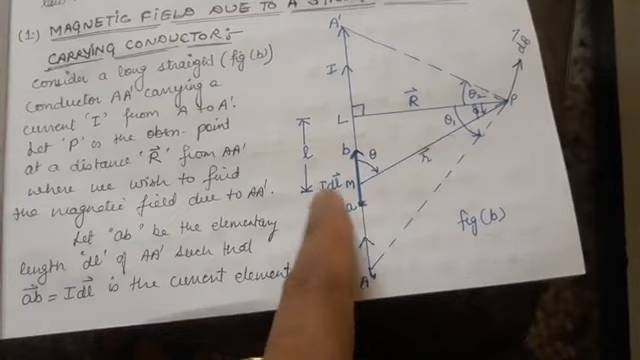 (1:) MAGNETIC FIELD DUE TO A
CARRYING CONDUCTOR:-
Consider a long straight (fig(b)
conductor AA' carrying a
current 'I' from A to A'.
Let 'P' is the obsn. point
at a distance 'R' from AA'
where we wish to find
the magnetic field due to AA'.
Let "ab" be the elementary
length 'dl' of AA' such that
ab = Idl is the current element
A'
dB
I
θ₂
R
P
L
φ
θ₁
l
b
θ
r
Idl M
a
fig(b)
A